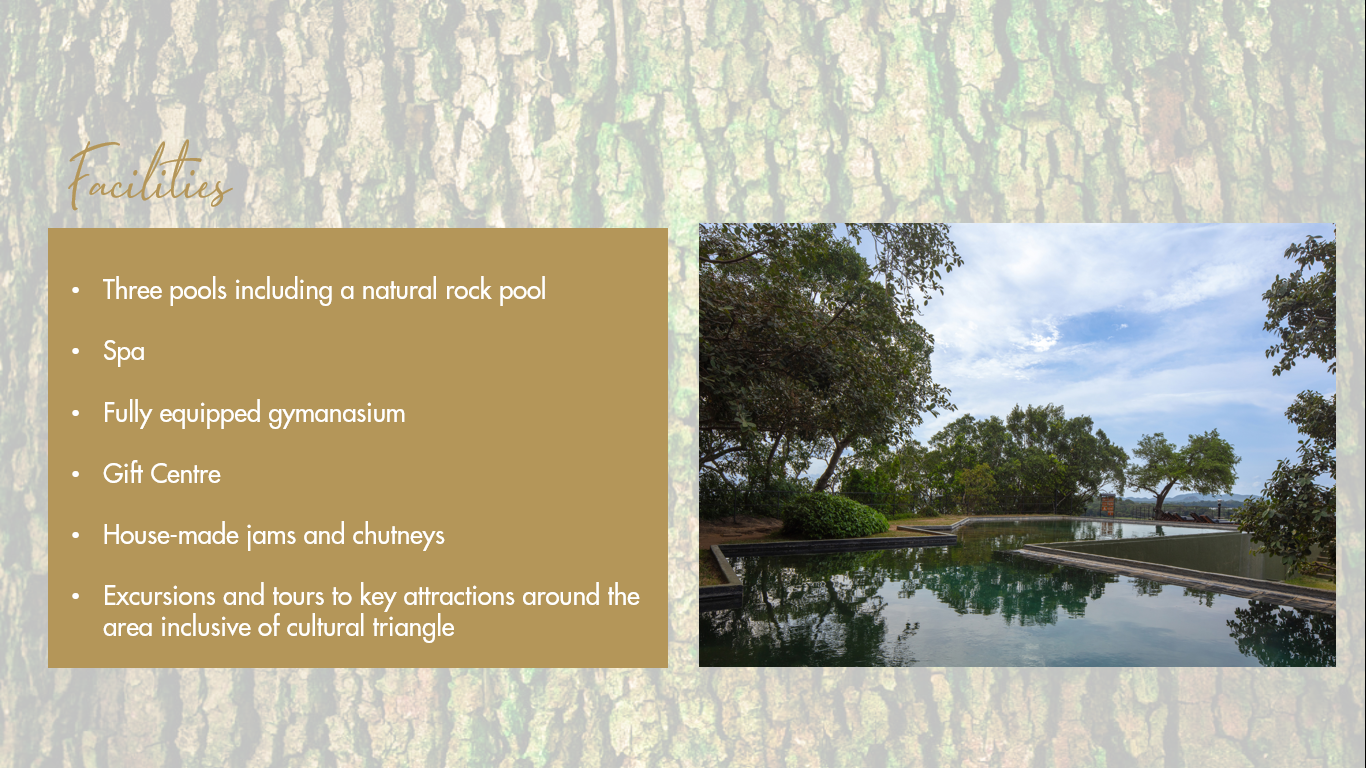 Facilities
• Three pools including a natural rock pool
• Spa
• Fully equipped gymanasium
• Gift Centre
• House-made jams and chutneys
• Excursions and tours to key attractions around the
area inclusive of cultural triangle